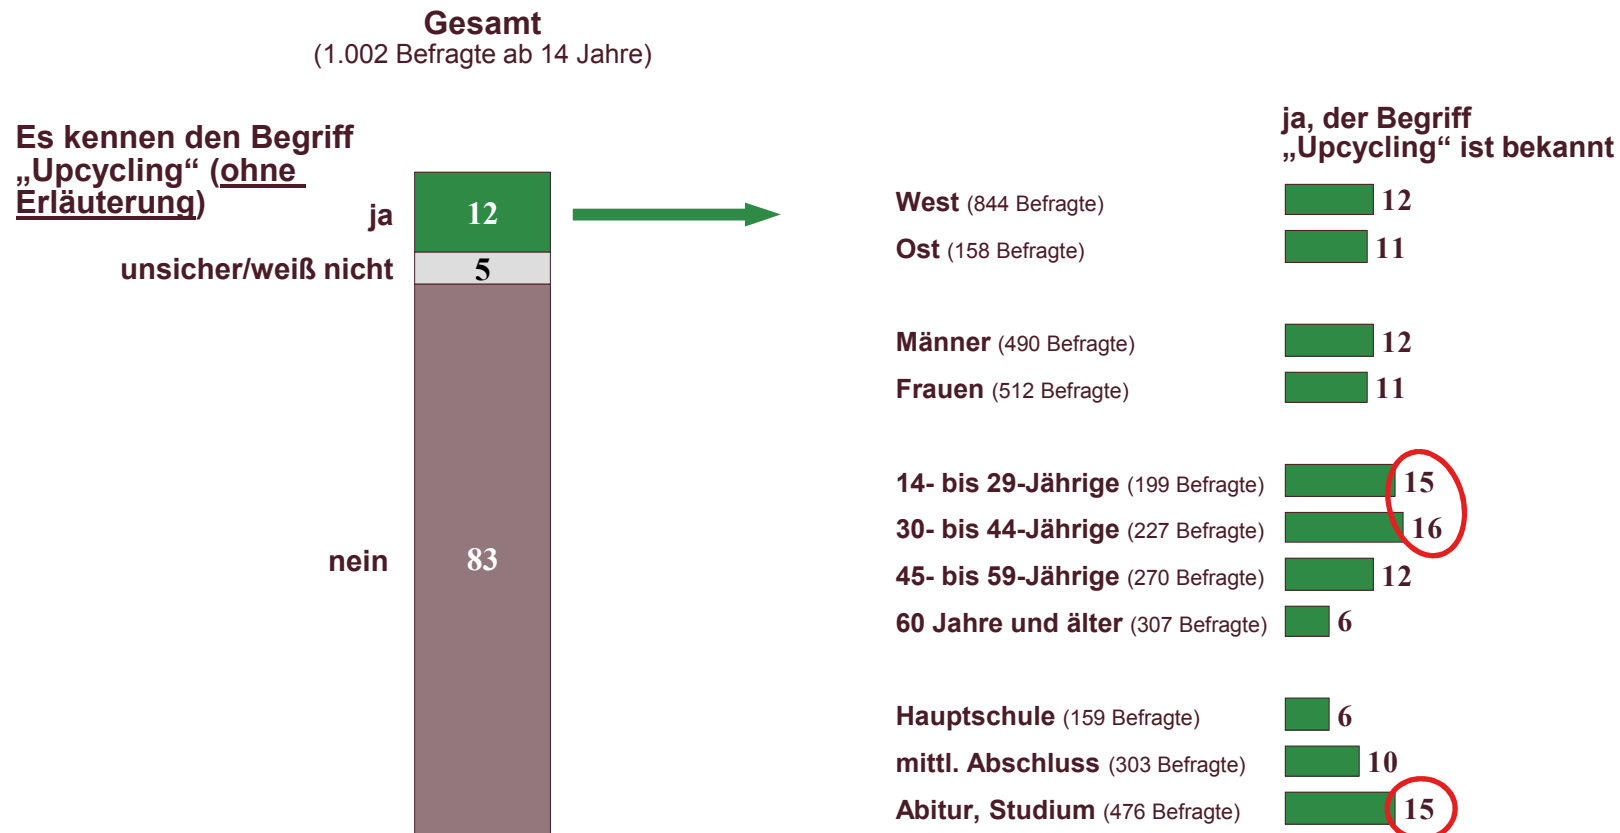 Gesamt
(1.002 Befragte ab 14 Jahre)
Es kennen den Begriff
„Upcycling“ (ohne
Erläuterung)
ja 12
unsicher/weiß nicht 5
nein 83
ja, der Begriff
„Upcycling“ ist bekannt
West (844 Befragte) 12
Ost (158 Befragte) 11
Männer (490 Befragte) 12
Frauen (512 Befragte) 11
14- bis 29-Jährige (199 Befragte) 15
30- bis 44-Jährige (227 Befragte) 16
45- bis 59-Jährige (270 Befragte) 12
60 Jahre und älter (307 Befragte) 6
Hauptschule (159 Befragte) 6
mittl. Abschluss (303 Befragte) 10
Abitur, Studium (476 Befragte) 15